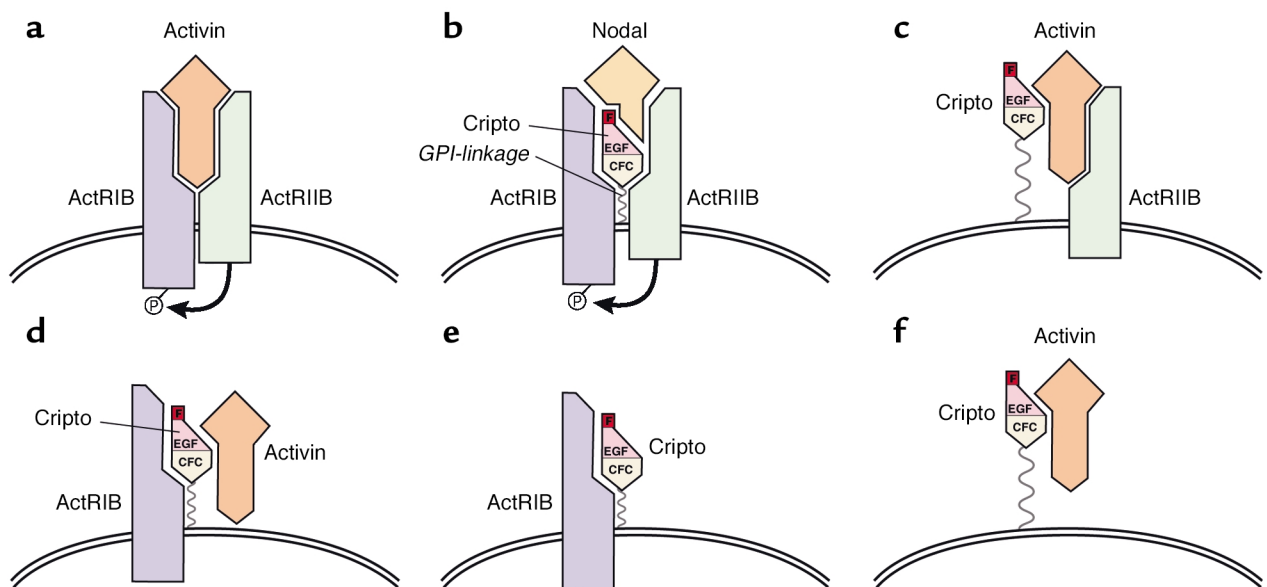 a
Activin
ActRIB
ActRIIB
P
b
Nodal
Cripto
GPI-linkage
F
EGF
CFC
ActRIB
ActRIIB
P
c
Activin
Cripto
F
EGF
CFC
ActRIIB
d
Cripto
F
EGF
CFC
Activin
ActRIB
e
F
EGF
CFC
Cripto
ActRIB
f
Activin
Cripto
F
EGF
CFC